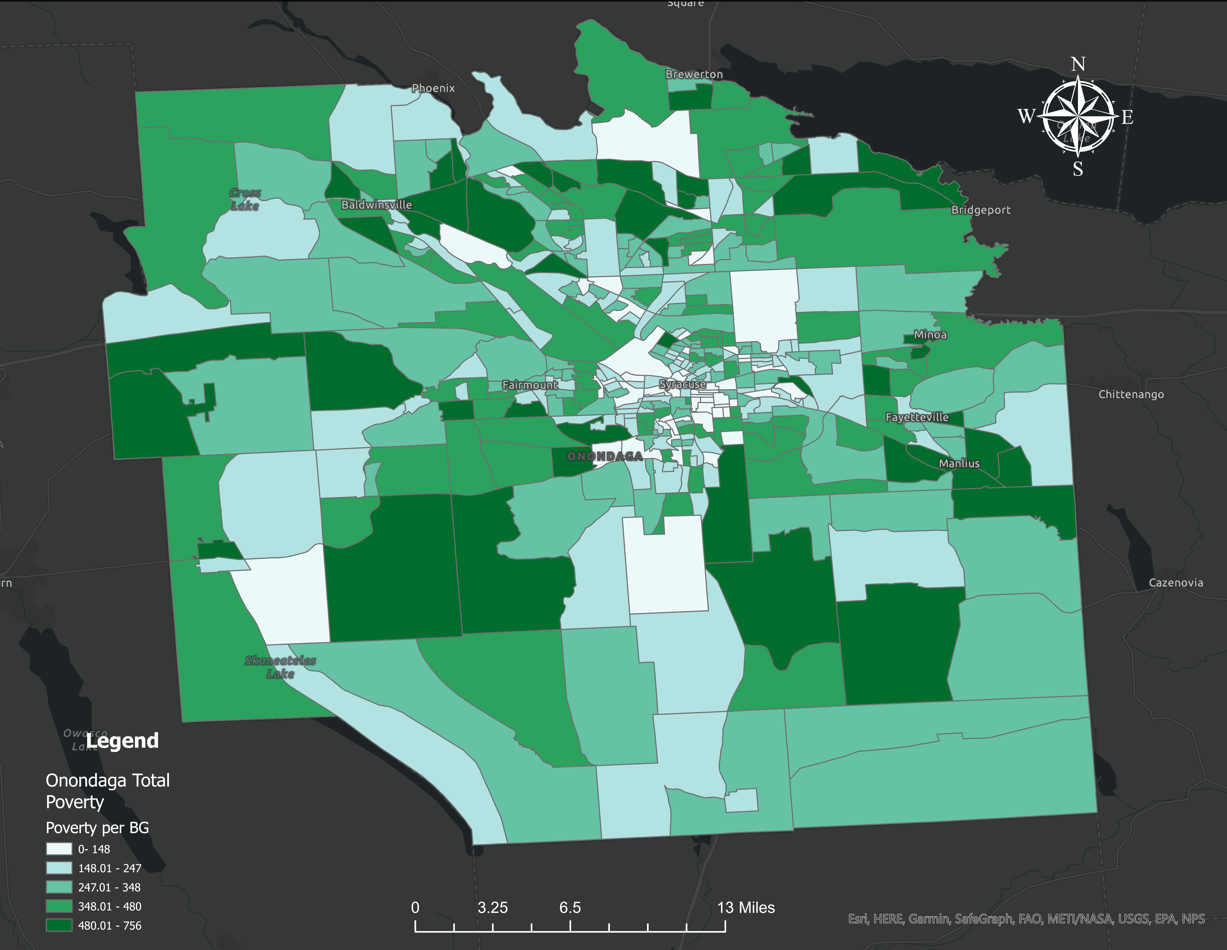 Square
N
Brewerton
Phoenix
W
E
S
Cross
Lake
Baldwinsville
Bridgeport
Minoa
Fairmount
Syracuse
Chittenango
Fayetteville
ONONDAGA
Manlius
rn
Cazenovia
Skaneateles
Lake
Owasco
Lake
Legend
Onondaga Total
Poverty
Poverty per BG
0- 148
148.01 - 247
247.01 - 348
348.01 - 480
480.01 - 756
0 3.25 6.5 13 Miles
Esri, HERE, Garmin, SafeGraph, FAO, METI/NASA, USGS, EPA, NPS